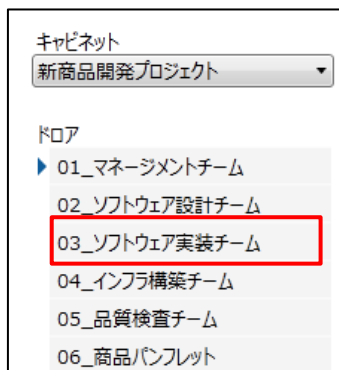 キャビネット
新商品開発プロジェクト
ドロア
01_マネージメントチーム
02_ソフトウェア設計チーム
03_ソフトウェア実装チーム
04_インフラ構築チーム
05_品質検査チーム
06_商品パンフレット